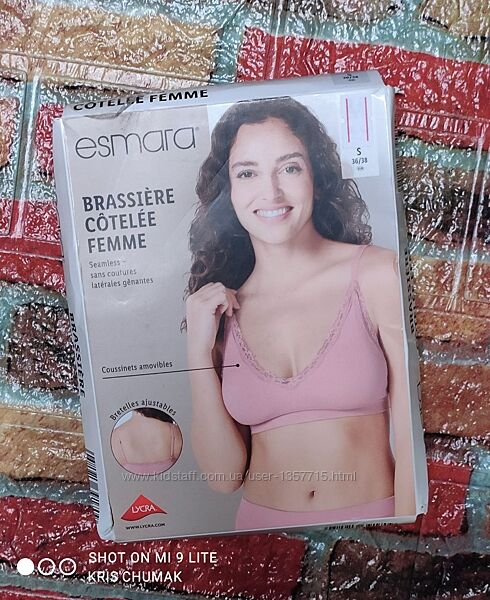 CÔTELÉE FEMME
esmara®
S
36/38
BRASSIÈRE
CÔTELÉE
FEMME
Seamless –
sans coutures
latérales gênantes
Coussinets amovibles
Bretelles ajustables
LYCRA
WWW.LYCRA.COM
BRASSIÈRE
www.kidstaff.com.ua/user-1357715.html
SHOT ON MI 9 LITE
KRIS CHUMAK